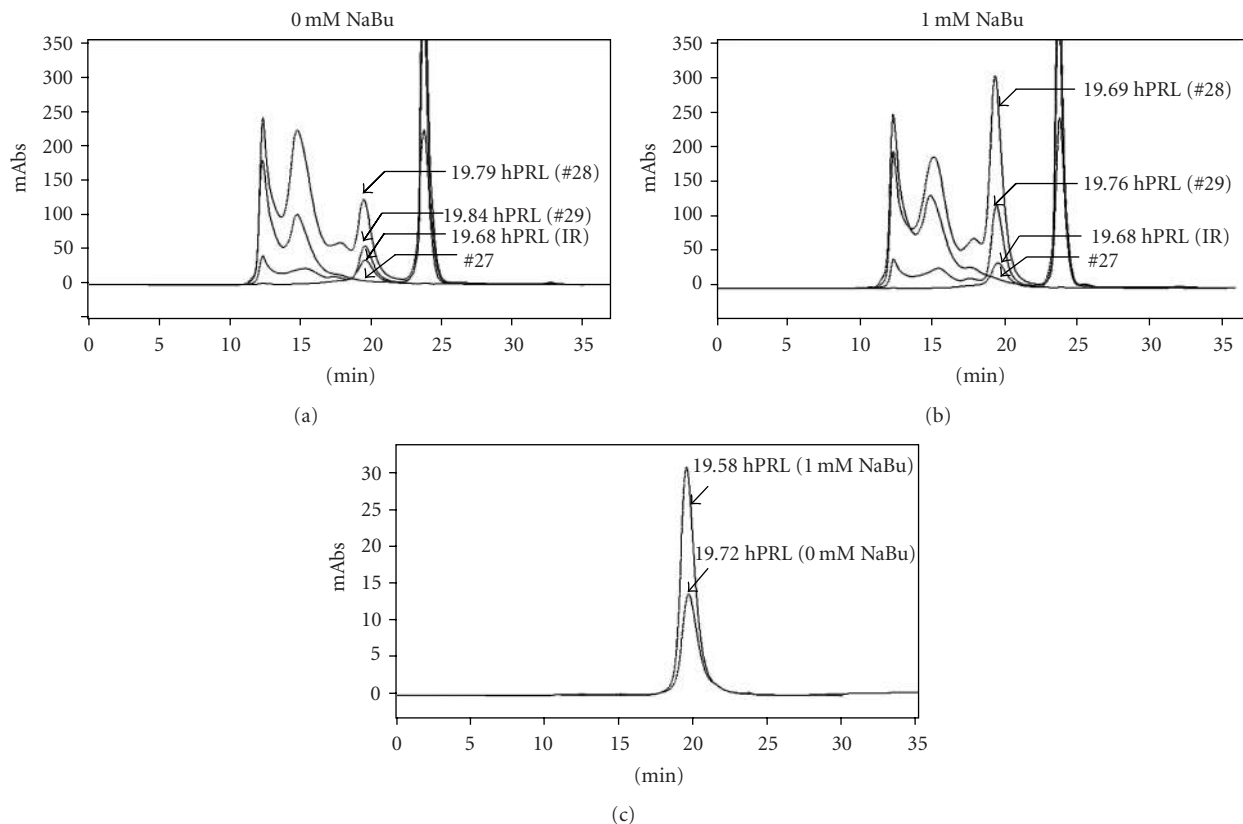 0 mM NaBu
350
300
250
200
150
100
50
0
mAbs
19.79 hPRL (#28)
19.84 hPRL (#29)
19.68 hPRL (IR)
#27
0 5 10 15 20 25 30 35
(min)
(a)
1 mM NaBu
350
300
250
200
150
100
50
0
mAbs
19.69 hPRL (#28)
19.76 hPRL (#29)
19.68 hPRL (IR)
#27
0 5 10 15 20 25 30 35
(min)
(b)
30
25
20
15
10
5
0
mAbs
19.58 hPRL (1 mM NaBu)
19.72 hPRL (0 mM NaBu)
0 5 10 15 20 25 30 35
(min)
(c)